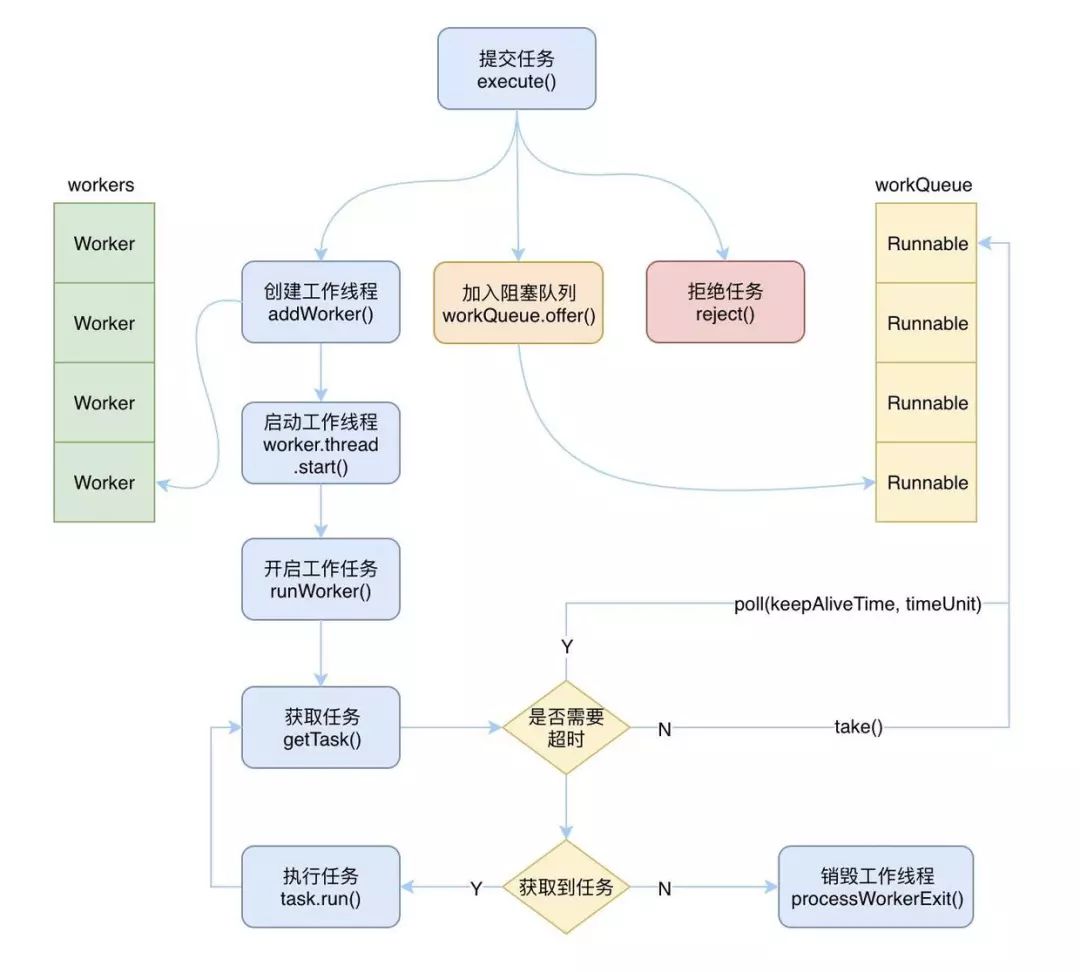 提交任务
execute()
workers
workQueue
Worker
Worker
Worker
Worker
创建工作线程
addWorker()
加入阻塞队列
workQueue.offer()
拒绝任务
reject()
Runnable
Runnable
Runnable
Runnable
启动工作线程
worker.thread
.start()
开启工作任务
runWorker()
poll(keepAliveTime, timeUnit)
Y
获取任务
getTask()
是否需要
超时
N
take()
执行任务
task.run()
Y
获取到任务
N
销毁工作线程
processWorkerExit()